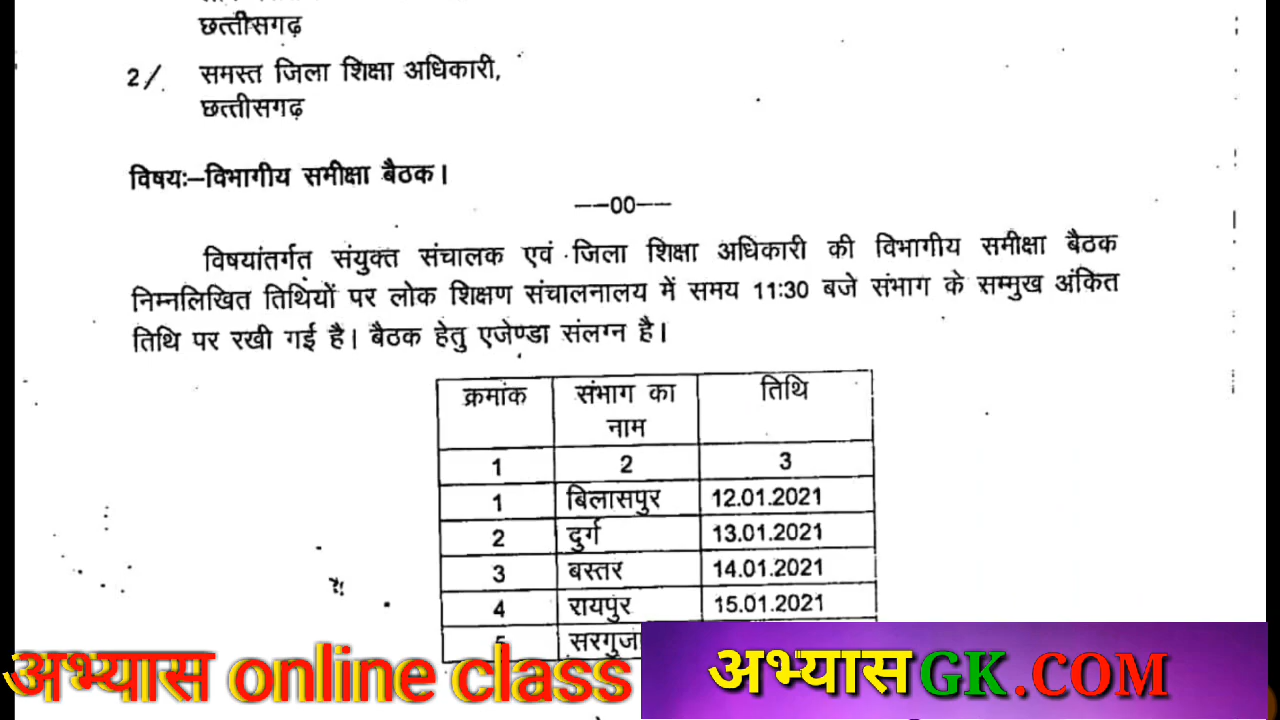 छत्तीसगढ़
2/. समस्त जिला शिक्षा अधिकारी,
छत्तीसगढ़
विषयः–विभागीय समीक्षा बैठक।
––00––
विषयांतर्गत संयुक्त संचालक एवं जिला शिक्षा अधिकारी की विभागीय समीक्षा बैठक
निम्नलिखित तिथियों पर लोक शिक्षण संचालनालय में समय 11:30 बजे संभाग के सम्मुख अंकित
तिथि पर रखी गई है। बैठक हेतु एजेण्डा संलग्न है।
क्रमांक संभाग का नाम तिथि
1 2 3
1 बिलासपुर 12.01.2021
2 दुर्ग 13.01.2021
3 बस्तर 14.01.2021
4 रायपुर 15.01.2021
5
अभ्यास online class
अभ्यासGK.COM